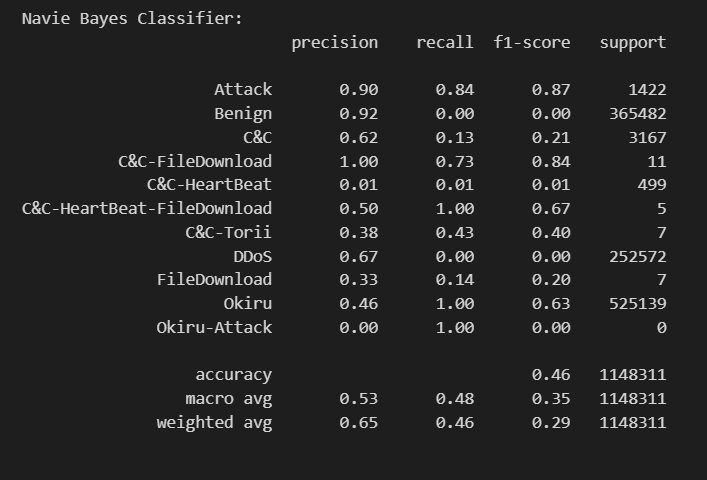 Navie Bayes Classifier:
precision recall f1-score support
Attack 0.90 0.84 0.87 1422
Benign 0.92 0.00 0.00 365482
C&C 0.62 0.13 0.21 3167
C&C-FileDownload 1.00 0.73 0.84 11
C&C-HeartBeat 0.01 0.01 0.01 499
C&C-HeartBeat-FileDownload 0.50 1.00 0.67 5
C&C-Torii 0.38 0.43 0.40 7
DDoS 0.67 0.00 0.00 252572
FileDownload 0.33 0.14 0.20 7
Okiru 0.46 1.00 0.63 525139
Okiru-Attack 0.00 1.00 0.00 0
accuracy 0.46 1148311
macro avg 0.53 0.48 0.35 1148311
weighted avg 0.65 0.46 0.29 1148311